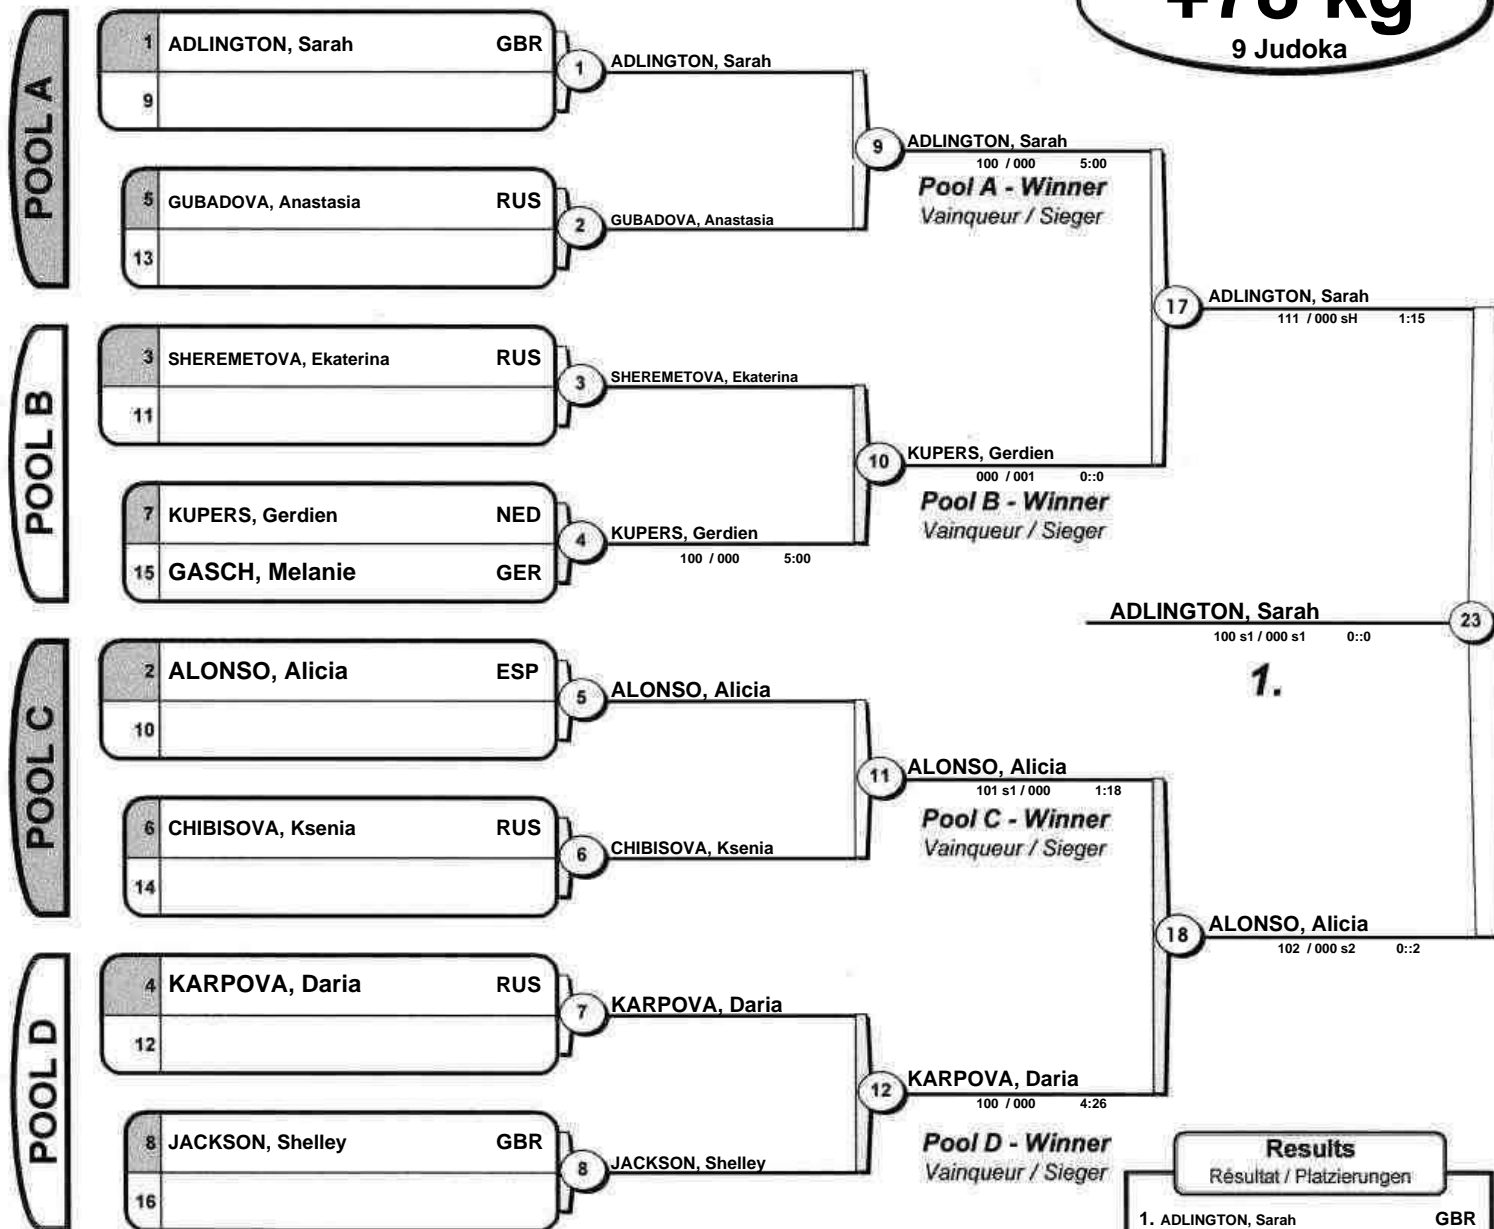 +78 kg
9 Judoka
POOL A
1 ADLINGTON, Sarah GBR
9
5 GUBADOVA, Anastasia RUS
13
1 ADLINGTON, Sarah
2 GUBADOVA, Anastasia
9 ADLINGTON, Sarah
100 / 000 5:00
Pool A - Winner
Vainqueur / Sieger
POOL B
3 SHEREMETOVA, Ekaterina RUS
11
7 KUPERS, Gerdien NED
15 GASCH, Melanie GER
3 SHEREMETOVA, Ekaterina
4 KUPERS, Gerdien
100 / 000 5:00
10 KUPERS, Gerdien
000 / 001 0::0
Pool B - Winner
Vainqueur / Sieger
17 ADLINGTON, Sarah
111 / 000 sH 1:15
ADLINGTON, Sarah 23
100 s1 / 000 s1 0::0
1.
POOL C
2 ALONSO, Alicia ESP
10
6 CHIBISOVA, Ksenia RUS
14
5 ALONSO, Alicia
6 CHIBISOVA, Ksenia
11 ALONSO, Alicia
101 s1 / 000 1:18
Pool C - Winner
Vainqueur / Sieger
POOL D
4 KARPOVA, Daria RUS
12
8 JACKSON, Shelley GBR
16
7 KARPOVA, Daria
8 JACKSON, Shelley
12 KARPOVA, Daria
100 / 000 4:26
Pool D - Winner
Vainqueur / Sieger
18 ALONSO, Alicia
102 / 000 s2 0::2
Results
Résultat / Platzierungen
1. ADLINGTON, Sarah GBR